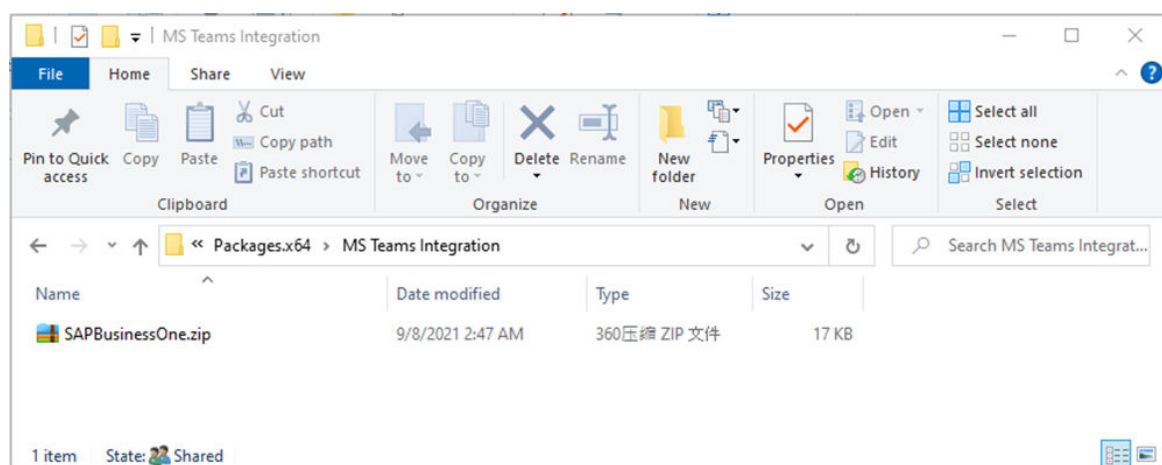 MS Teams Integration
File Home Share View
Pin to Quick access
Copy
Paste
Cut
Copy path
Paste shortcut
Move to
Copy to
Delete
Rename
New folder
Properties
Open
Edit
History
Select all
Select none
Invert selection
Clipboard Organize New Open Select
« Packages.x64 › MS Teams Integration
Search MS Teams Integrat...
Name Date modified Type Size
SAPBusinessOne.zip 9/8/2021 2:47 AM 360压缩 ZIP 文件 17 KB
1 item State: Shared